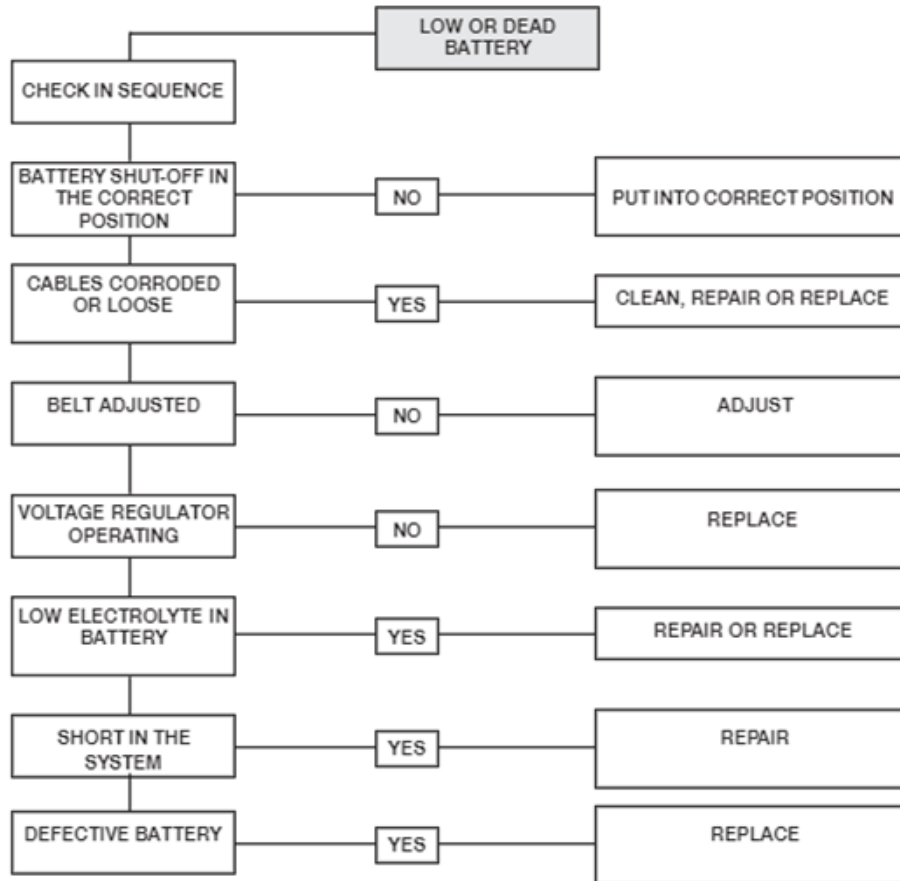 LOW OR DEAD
BATTERY
CHECK IN SEQUENCE
BATTERY SHUT-OFF IN
THE CORRECT
POSITION
NO
PUT INTO CORRECT POSITION
CABLES CORRODED
OR LOOSE
YES
CLEAN, REPAIR OR REPLACE
BELT ADJUSTED
NO
ADJUST
VOLTAGE REGULATOR
OPERATING
NO
REPLACE
LOW ELECTROLYTE IN
BATTERY
YES
REPAIR OR REPLACE
SHORT IN THE
SYSTEM
YES
REPAIR
DEFECTIVE BATTERY
YES
REPLACE